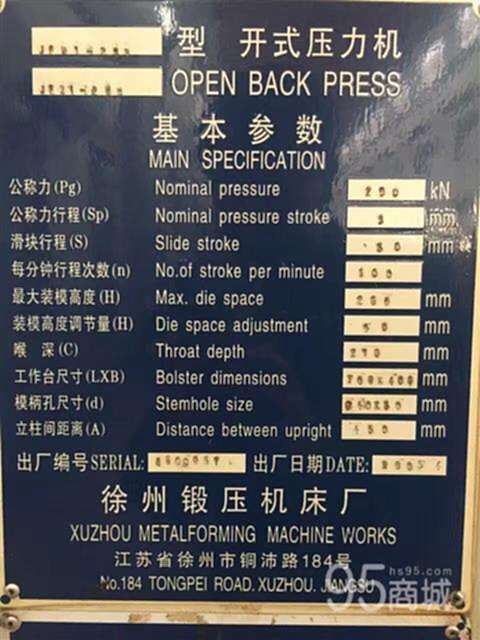 型 开式压力机
OPEN BACK PRESS
基本参数
MAIN SPECIFICATION
公称力(Pg) Nominal pressure 250 kN
公称力行程(Sp) Nominal pressure stroke mm
滑块行程(S) Slide stroke mm
每分钟行程次数(n) No.of stroke per minute 100
最大装模高度(H) Max. die space mm
装模高度调节量(H) Die space adjustment mm
喉 深(C) Throat depth mm
工作台尺寸(LXB) Bolster dimensions mm
模柄孔尺寸(d) Stemhole size mm
立柱间距离(A) Distance between upright mm
出厂编号SERIAL: 出厂日期DATE:
徐州锻压机床厂
XUZHOU METALFORMING MACHINE WORKS
江苏省徐州市铜沛路184号
No.184 TONGPEI ROAD. XUZHOU. JIANGSU
hs95.com
95商城